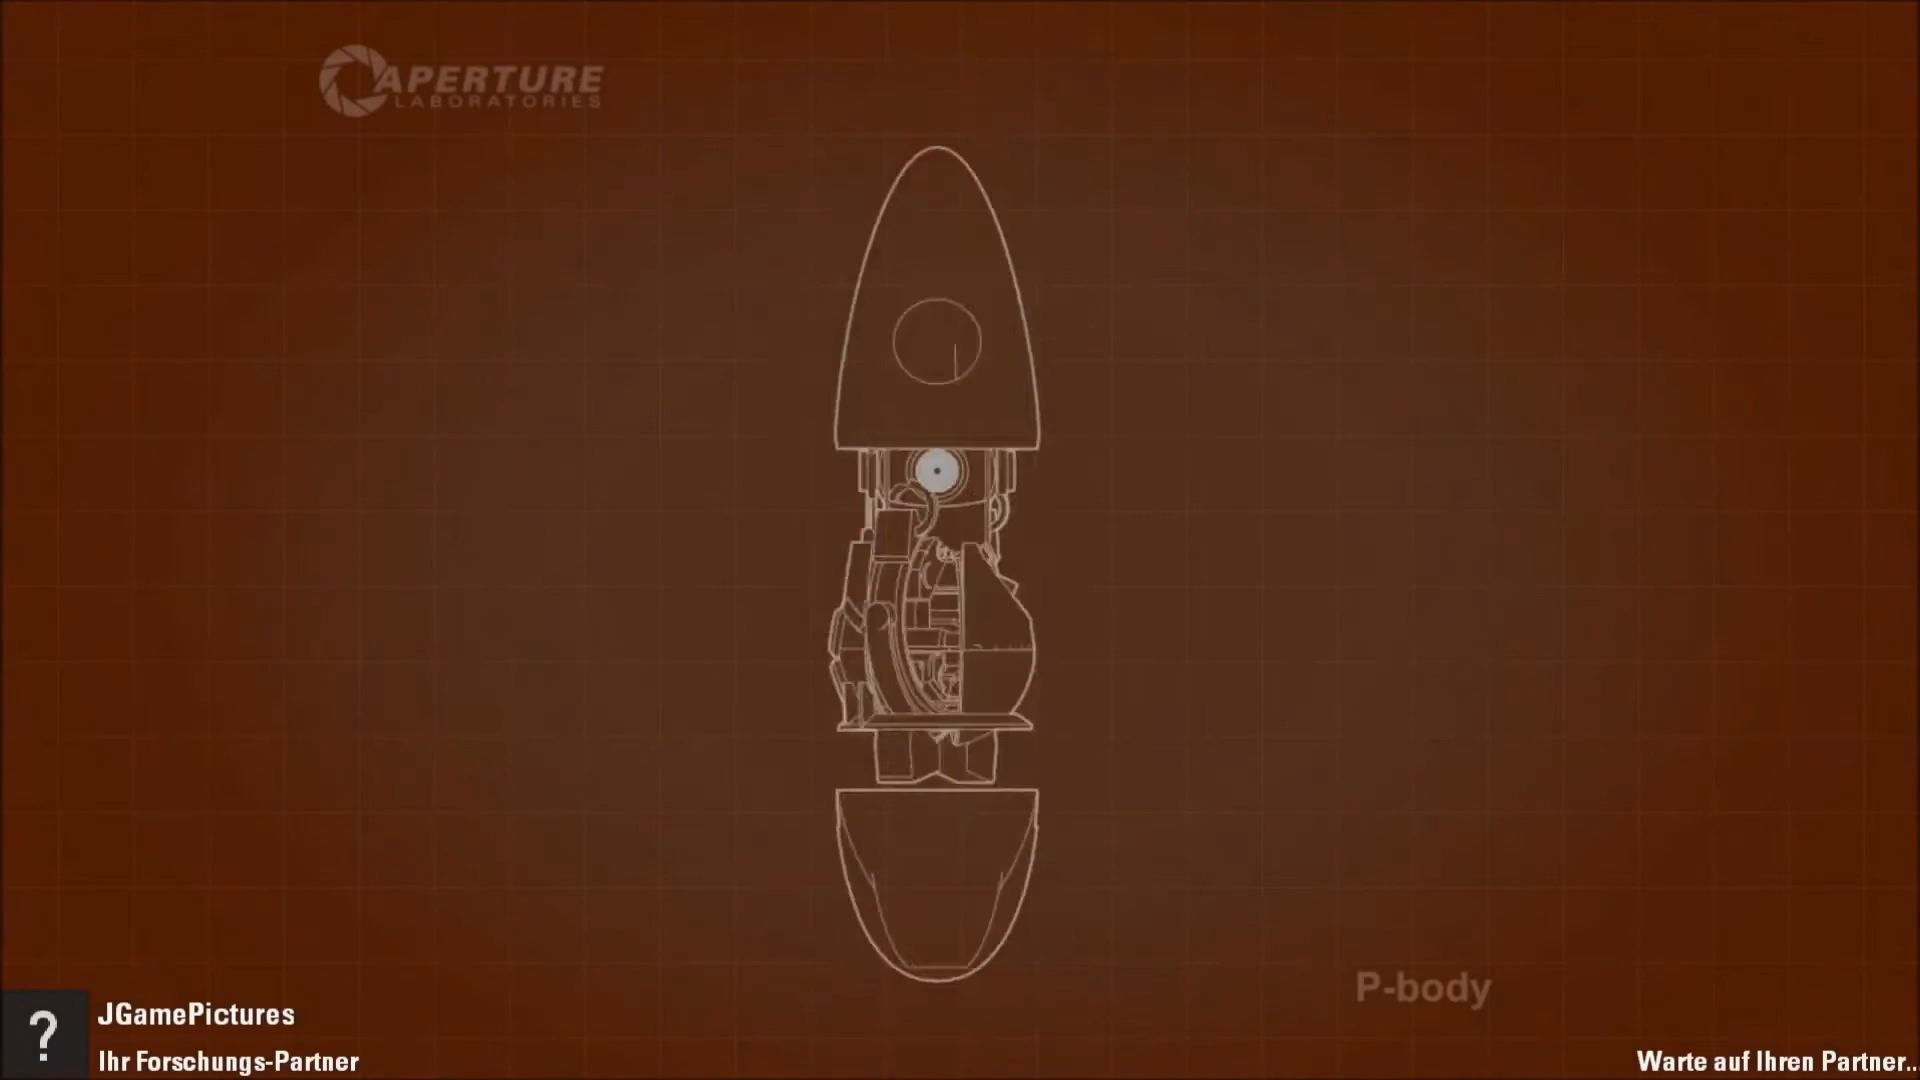 APERTURE
LABORATORIES
P-body
?
JGamePictures
Ihr Forschungs-Partner
Warte auf Ihren Partner..